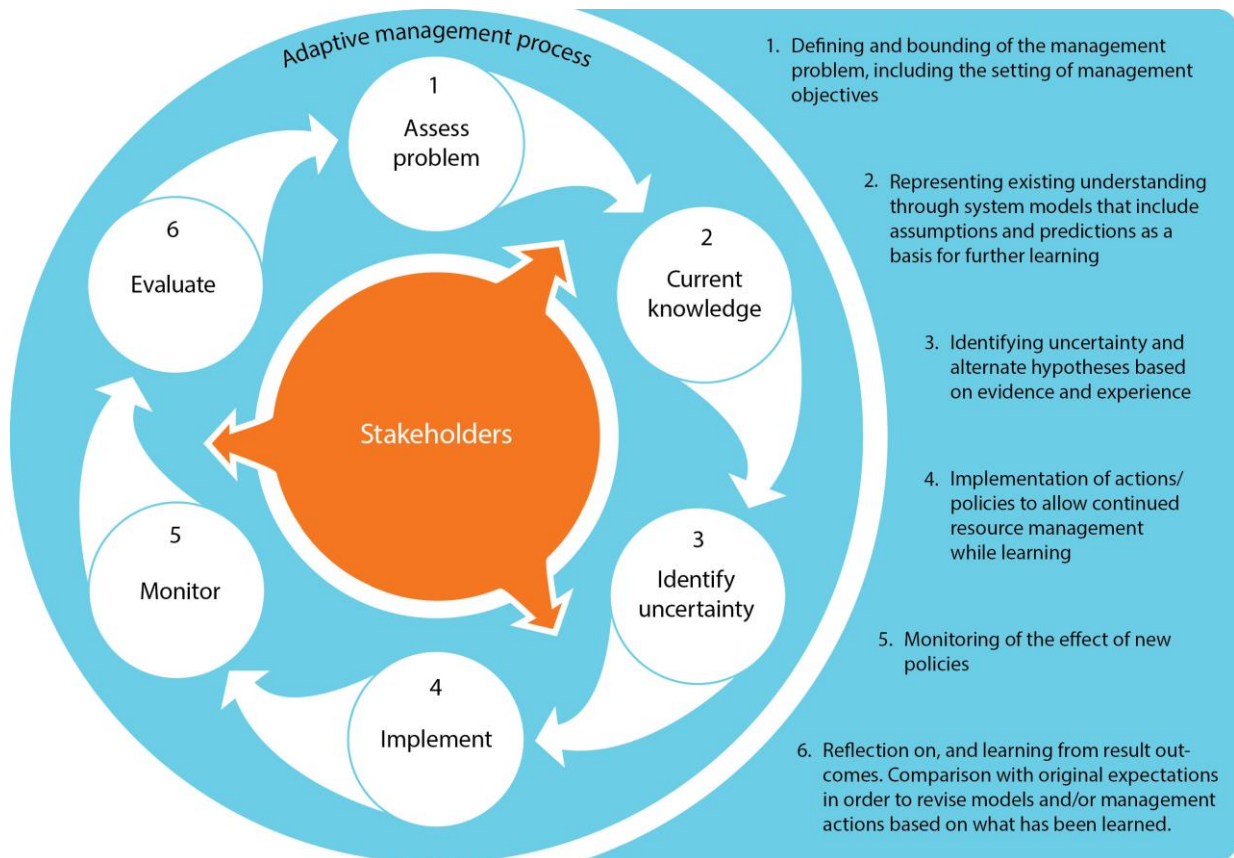 Adaptive management process
1
Assess
problem
2
Current
knowledge
3
Identify
uncertainty
4
Implement
5
Monitor
6
Evaluate
Stakeholders
1. Defining and bounding of the management
problem, including the setting of management
objectives
2. Representing existing understanding
through system models that include
assumptions and predictions as a
basis for further learning
3. Identifying uncertainty and
alternate hypotheses based
on evidence and experience
4. Implementation of actions/
policies to allow continued
resource management
while learning
5. Monitoring of the effect of new
policies
6. Reflection on, and learning from result out-
comes. Comparison with original expectations
in order to revise models and/or management
actions based on what has been learned.